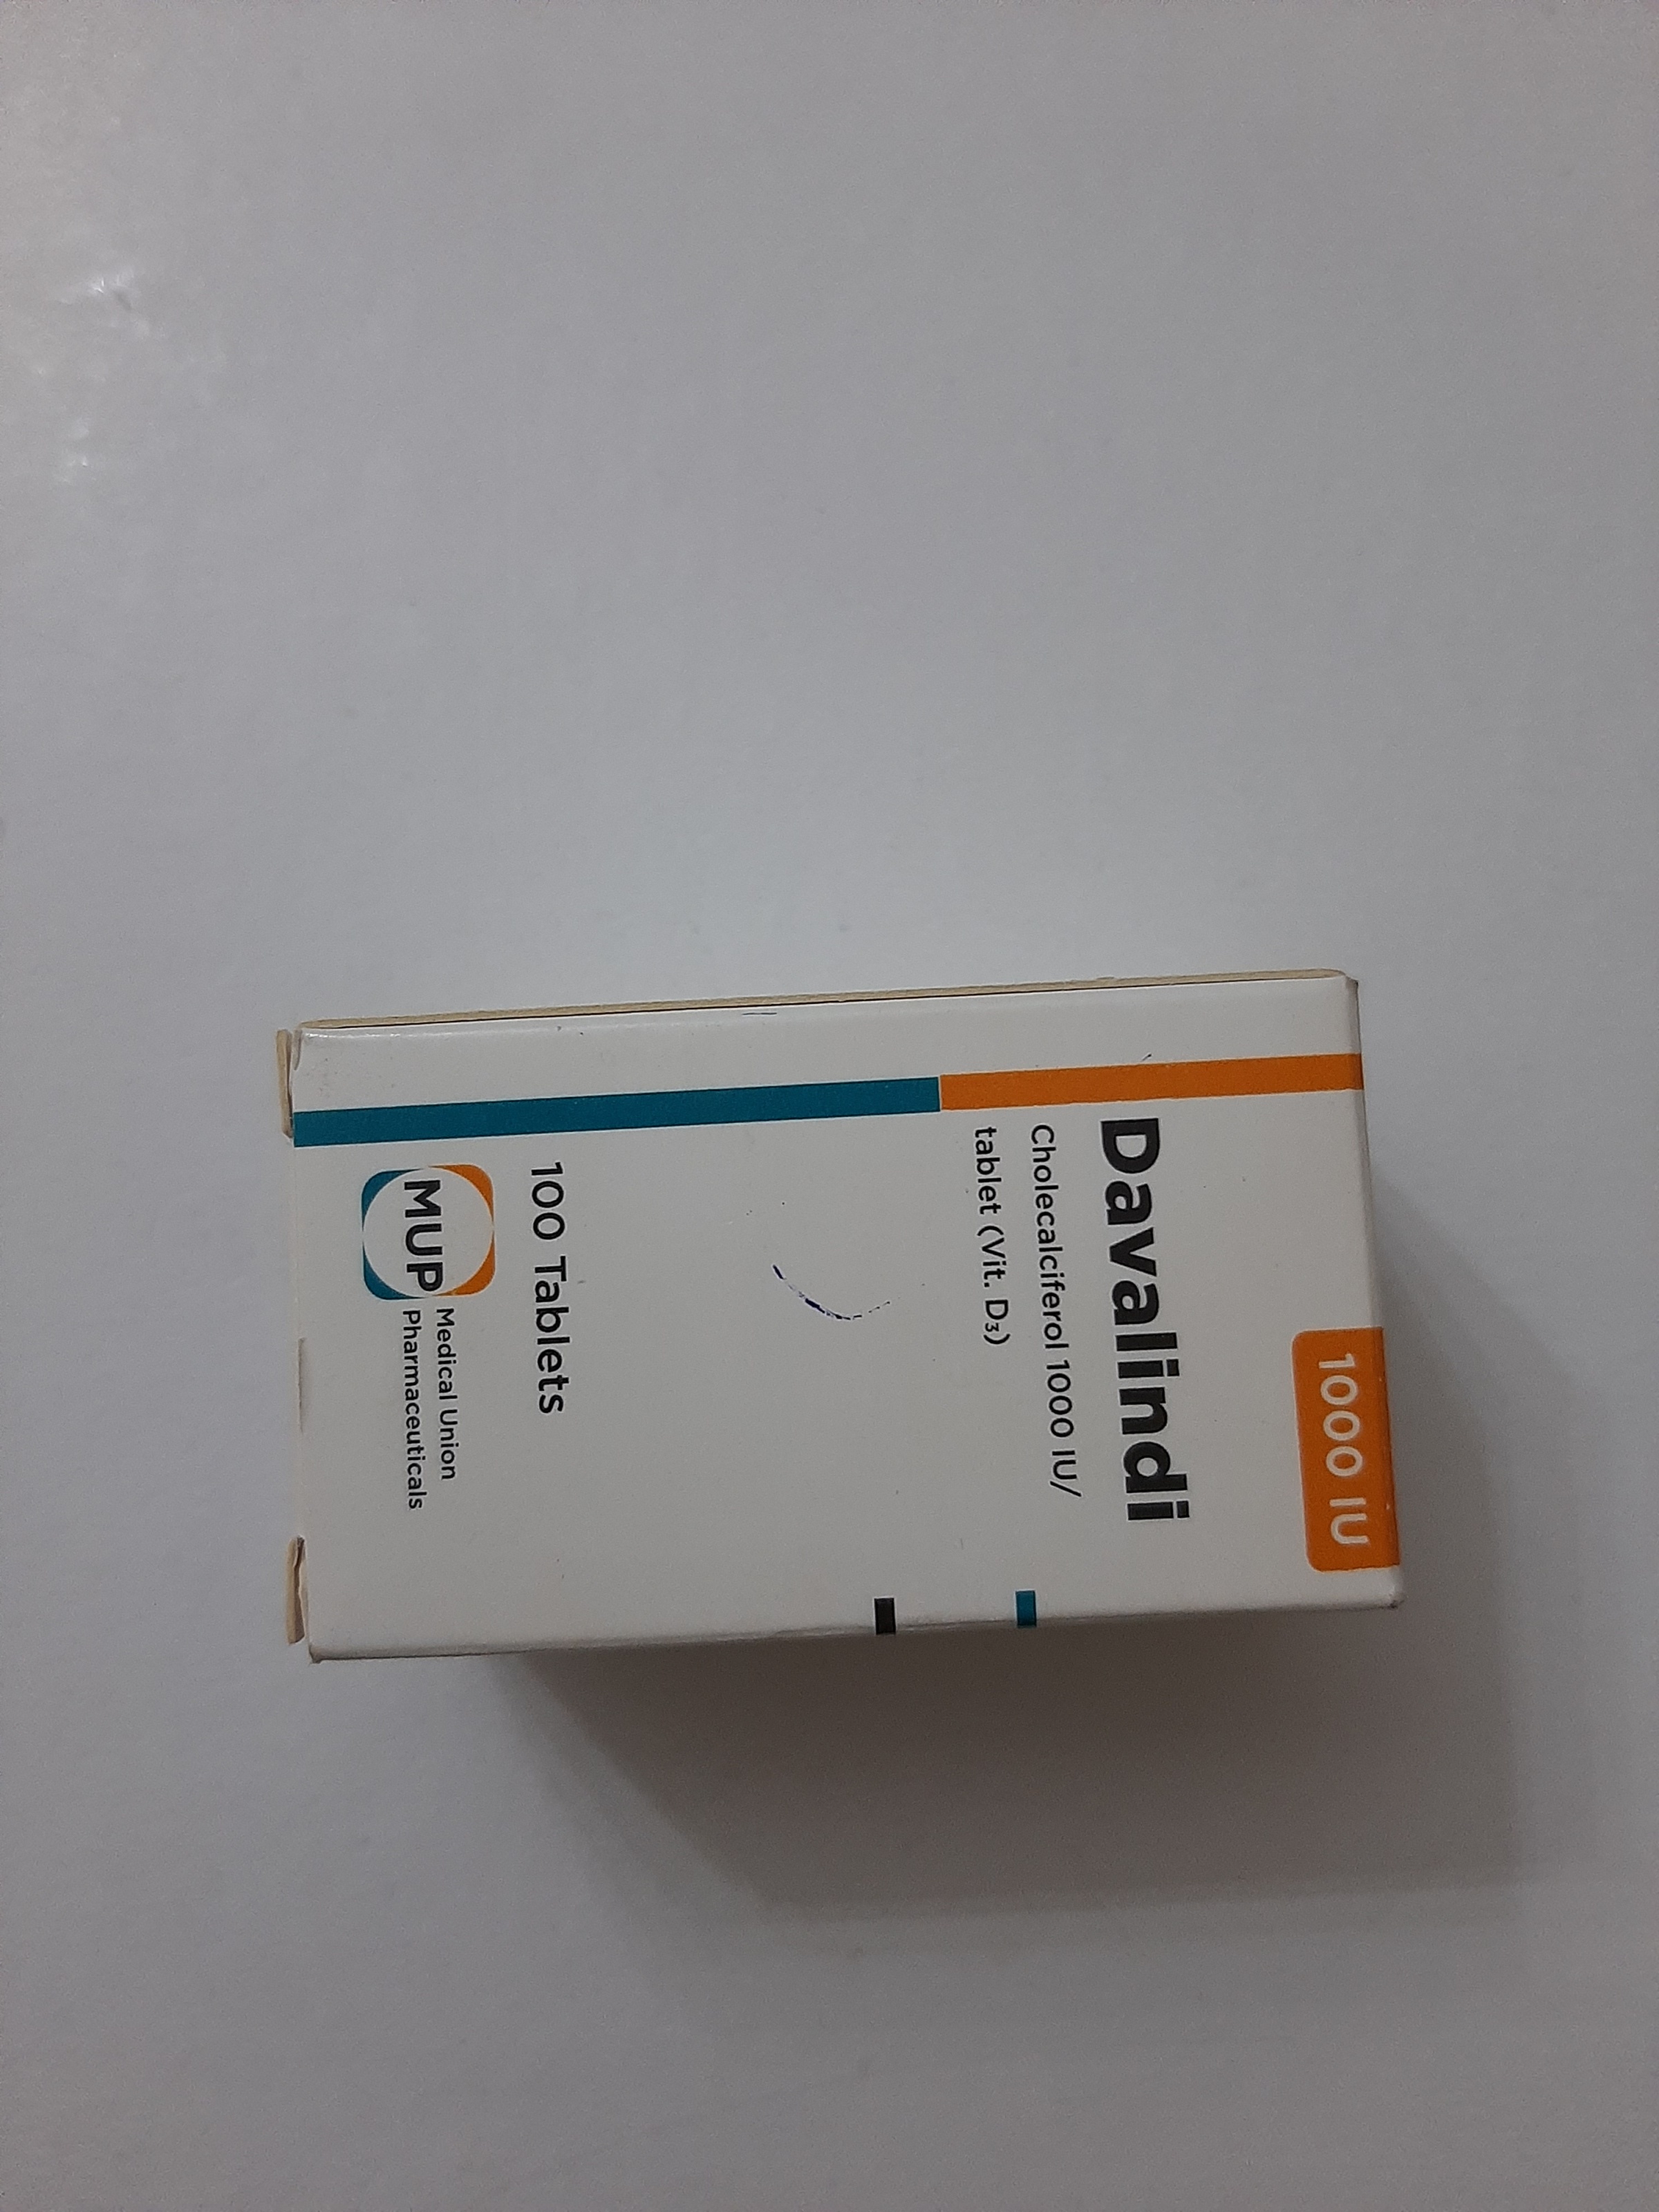 1000 IU
Davalindi
Cholecalciferol 1000 IU/
tablet (Vit. D₃)
100 Tablets
MUP
Medical Union
Pharmaceuticals